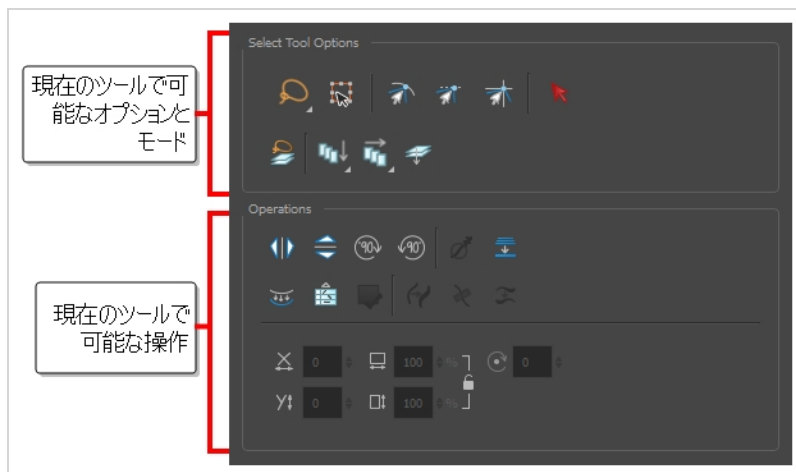 Select Tool Options
現在のツールで可
能なオプションと
モード
Operations
90 90°
現在のツールで
可能な操作
X 0 100 % 0
Y 0 100 %